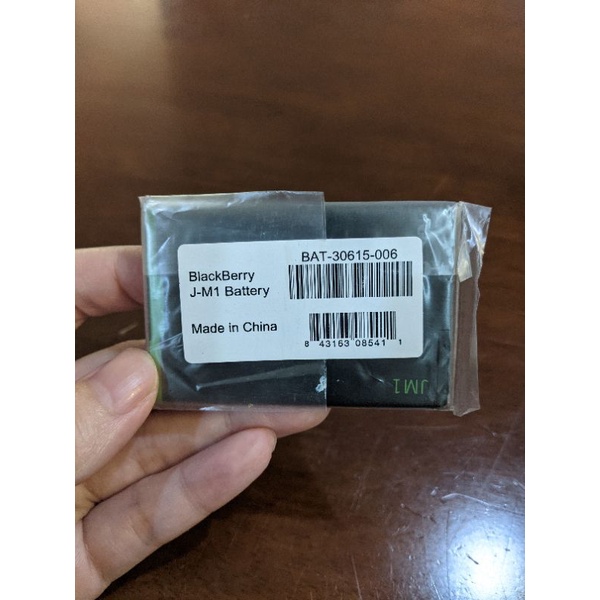 BAT-30615-006
BlackBerry
J-M1 Battery
Made in China
8 43163 08541 1
JM1